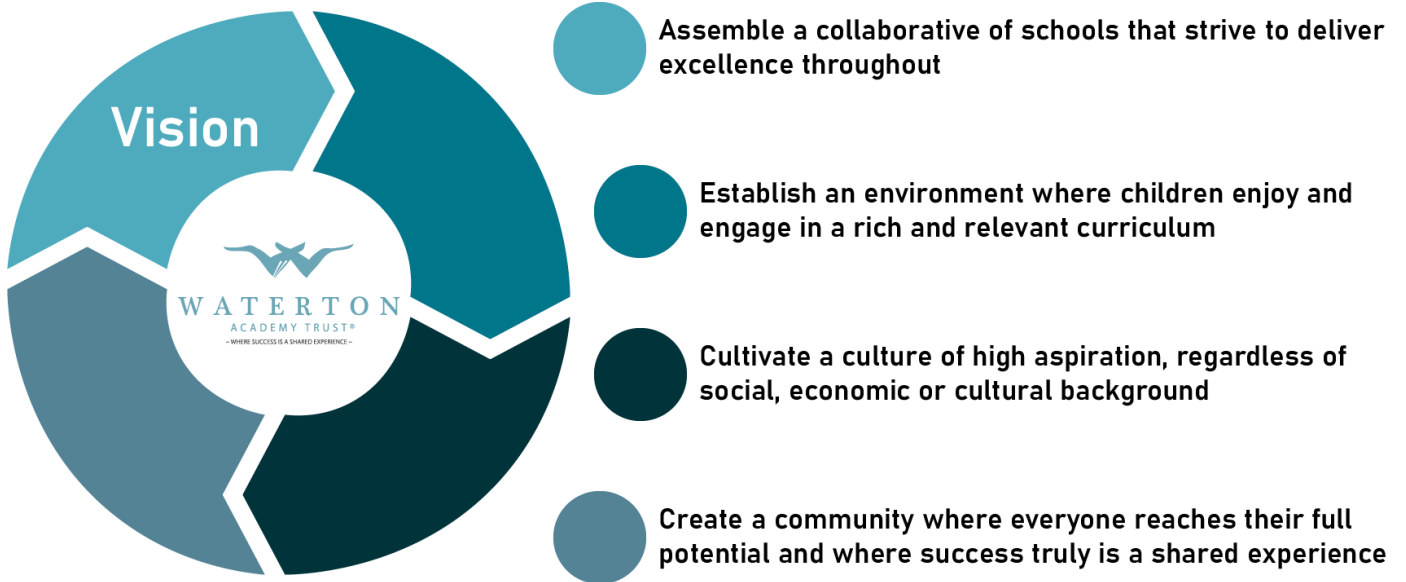 Vision
WATERTON
ACADEMY TRUST®
~ WHERE SUCCESS IS A SHARED EXPERIENCE ~
Assemble a collaborative of schools that strive to deliver
excellence throughout
Establish an environment where children enjoy and
engage in a rich and relevant curriculum
Cultivate a culture of high aspiration, regardless of
social, economic or cultural background
Create a community where everyone reaches their full
potential and where success truly is a shared experience